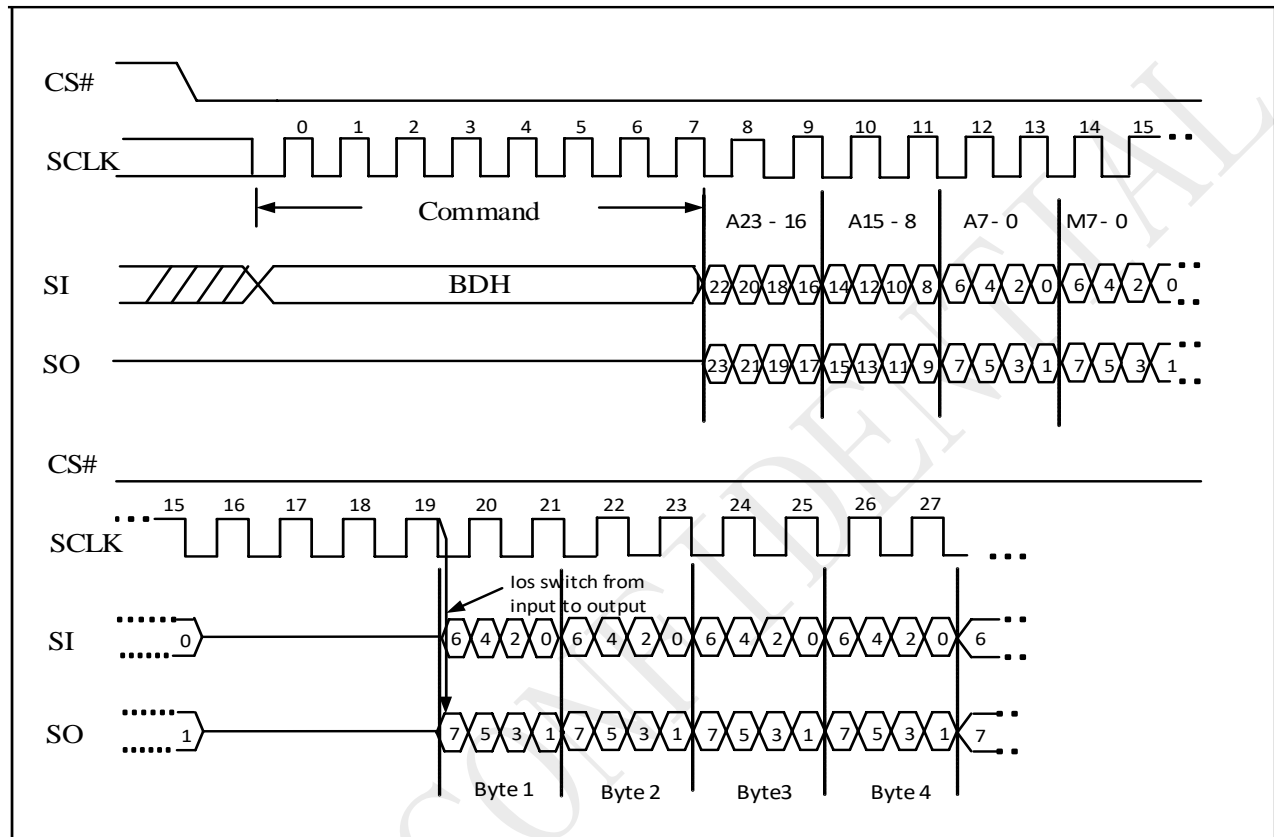 CS#
0 1 2 3 4 5 6 7 8 9 10 11 12 13 14 15
SCLK
Command A23 - 16 A15 - 8 A7 - 0 M7 - 0
SI BDH 22 20 18 16 14 12 10 8 6 4 2 0 6 4 2 0
SO 23 21 19 17 15 13 11 9 7 5 3 1 7 5 3 1
CS#
15 16 17 18 19 20 21 22 23 24 25 26 27
SCLK
Ios switch from
input to output
SI 0 6 4 2 0 6 4 2 0 6 4 2 0 6 4 2 0 6
SO 1 7 5 3 1 7 5 3 1 7 5 3 1 7 5 3 1 7
Byte 1 Byte 2 Byte3 Byte 4
CONFIDENTIAL